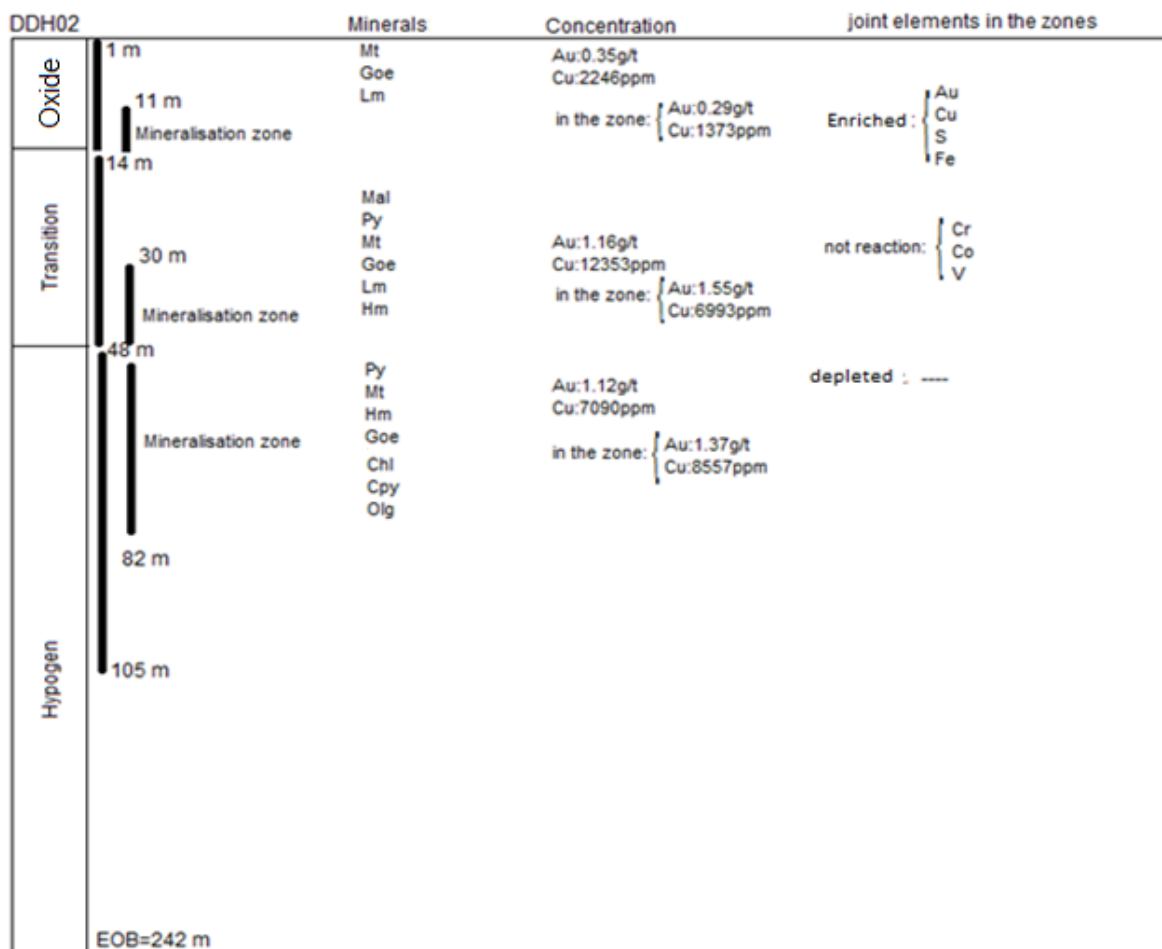 DDH02 Minerals Concentration joint elements in the zones
Oxide
1 m
11 m
Mineralisation zone
Mt
Goe
Lm
Au:0.35g/t
Cu:2246ppm
in the zone: Au:0.29g/t
Cu:1373ppm
Enriched : Au
Cu
S
Fe
Transition
14 m
30 m
Mineralisation zone
Mal
Py
Mt
Goe
Lm
Hm
Au:1.16g/t
Cu:12353ppm
in the zone: Au:1.55g/t
Cu:6993ppm
not reaction: Cr
Co
V
Hypogen
48 m
Mineralisation zone
82 m
105 m
EOB=242 m
Py
Mt
Hm
Goe
Chl
Cpy
Olg
Au:1.12g/t
Cu:7090ppm
in the zone: Au:1.37g/t
Cu:8557ppm
depleted : ----